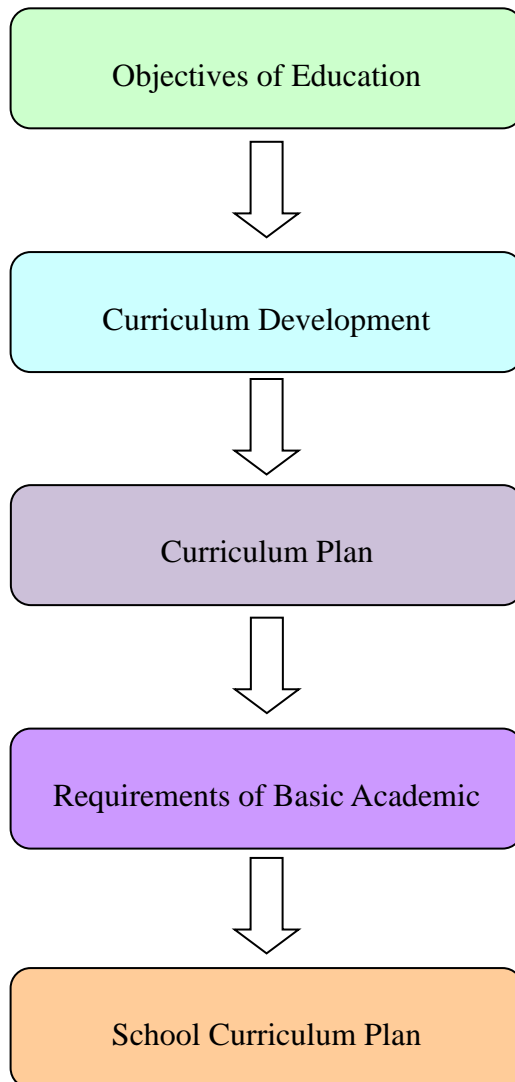 Objectives of Education
Curriculum Development
Curriculum Plan
Requirements of Basic Academic
School Curriculum Plan